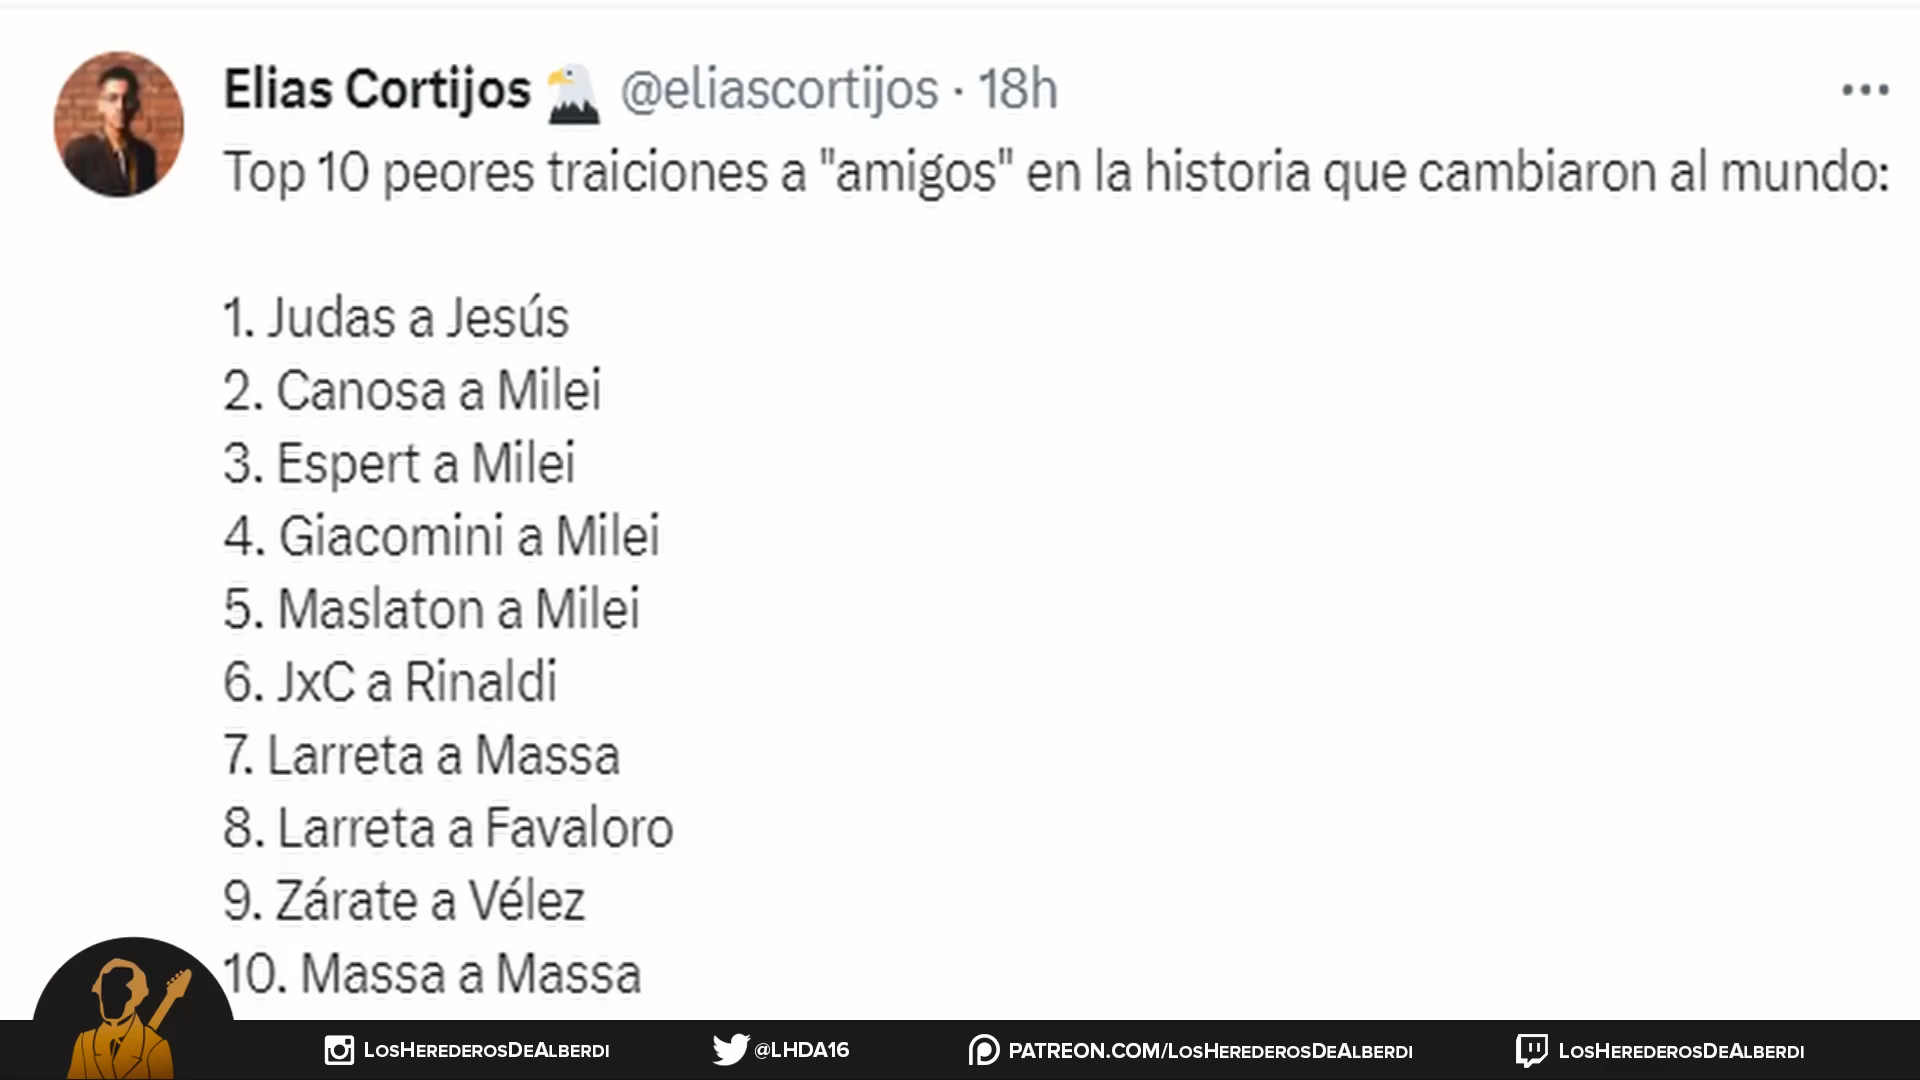 Elias Cortijos @eliascortijos · 18h
Top 10 peores traiciones a "amigos" en la historia que cambiaron al mundo:
1. Judas a Jesús
2. Canosa a Milei
3. Espert a Milei
4. Giacomini a Milei
5. Maslaton a Milei
6. JxC a Rinaldi
7. Larreta a Massa
8. Larreta a Favaloro
9. Zárate a Vélez
10. Massa a Massa
LosHerederosDeAlberdi @LHDA16 PATREON.COM/LosHerederosDeAlberdi LosHerederosDeAlberdi